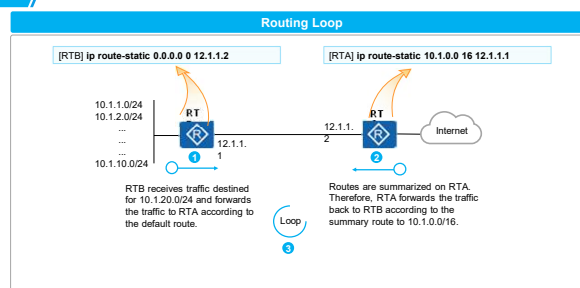 Routing Loop
[RTB] ip route-static 0.0.0.0 0 12.1.1.2
[RTA] ip route-static 10.1.0.0 16 12.1.1.1
10.1.1.0/24
10.1.2.0/24
...
...
...
10.1.10.0/24
RT
R
1
12.1.1.
1
12.1.1.
2
RT
R
2
Internet
RTB receives traffic destined
for 10.1.20.0/24 and forwards
the traffic to RTA according to
the default route.
Routes are summarized on RTA.
Therefore, RTA forwards the traffic
back to RTB according to the
summary route to 10.1.0.0/16.
Loop
3